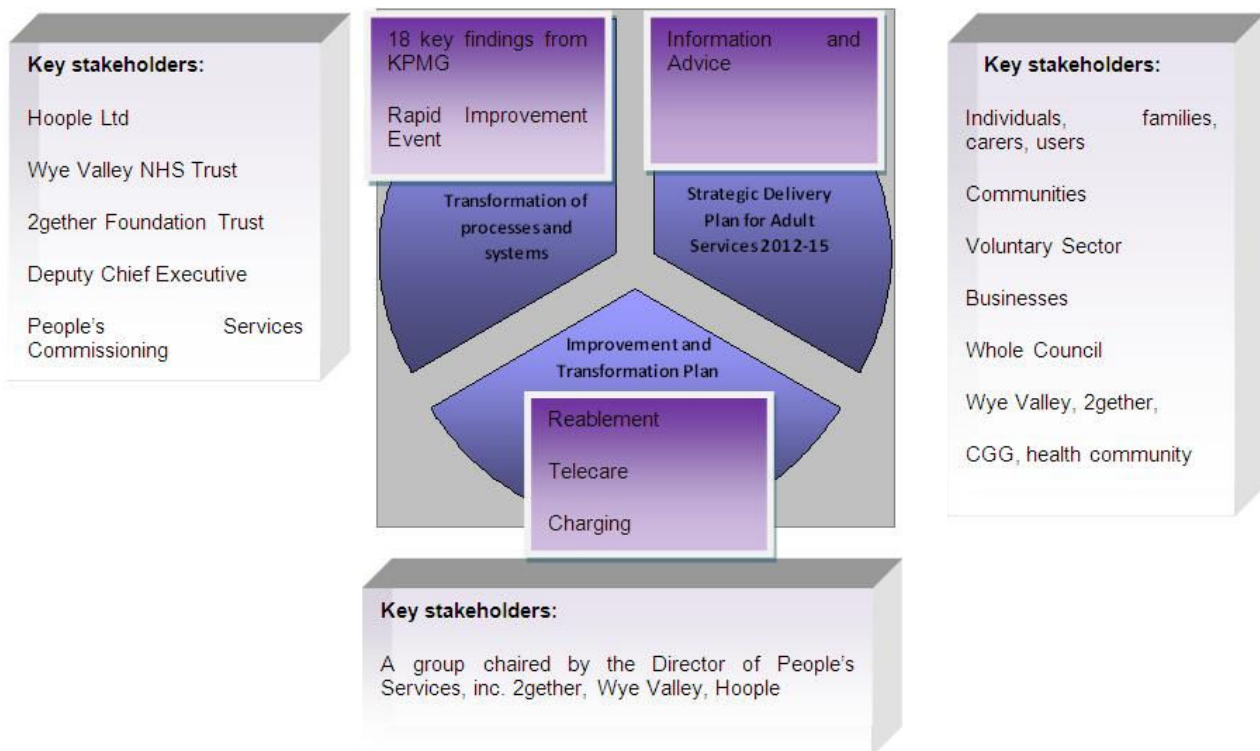 Key stakeholders:
Hoople Ltd
Wye Valley NHS Trust
2gether Foundation Trust
Deputy Chief Executive
People's Services
Commissioning
18 key findings from
KPMG
Rapid Improvement
Event
Transformation of
processes and
systems
Information and
Advice
Strategic Delivery
Plan for Adult
Services 2012-15
Improvement and
Transformation Plan
Reablement
Telecare
Charging
Key stakeholders:
Individuals, families,
carers, users
Communities
Voluntary Sector
Businesses
Whole Council
Wye Valley, 2gether,
CGG, health community
Key stakeholders:
A group chaired by the Director of People's
Services, inc. 2gether, Wye Valley, Hoople